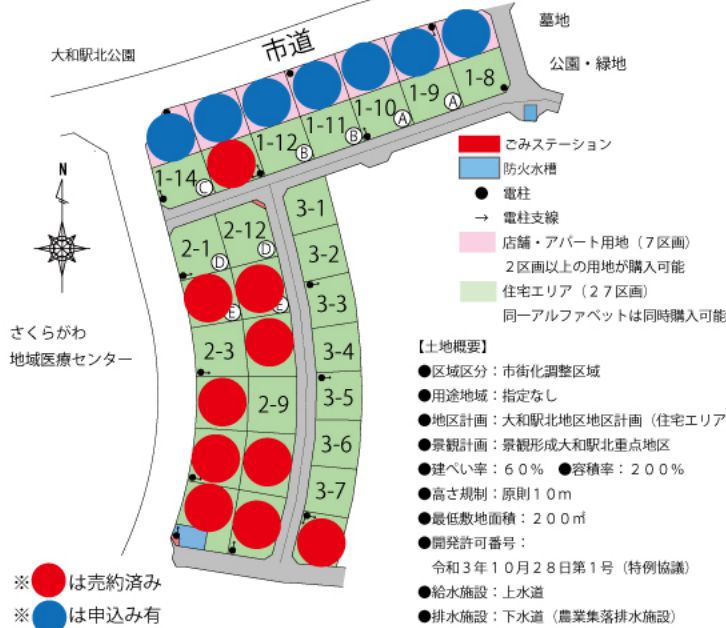 墓地
市道
大和駅北公園
公園・緑地
1-8
1-9
Ⓐ
1-10
Ⓐ
1-11
Ⓑ
1-12
Ⓑ
1-14
Ⓒ
ごみステーション
防火水槽
N
● 電柱
→ 電柱支線
店舗・アパート用地（７区画）
２区画以上の用地が購入可能
住宅エリア（２７区画）
同一アルファベットは同時購入可能
3-1
2-12
Ⓓ
2-1
Ⓓ
3-2
Ⓔ
Ⓔ
3-3
さくらがわ
地域医療センター
2-3
3-4
3-5
2-9
3-6
3-7
【土地概要】
●区域区分：市街化調整区域
●用途地域：指定なし
●地区計画：大和駅北地区地区計画（住宅エリア
●景観計画：景観形成大和駅北重点地区
●建ぺい率：６０％　●容積率：２００％
●高さ規制：原則１０ｍ
●最低敷地面積：２００㎡
●開発許可番号：
令和３年１０月２８日第１号（特例協議）
●給水施設：上水道
●排水施設：下水道（農業集落排水施設）
※ は売約済み
※ は申込み有